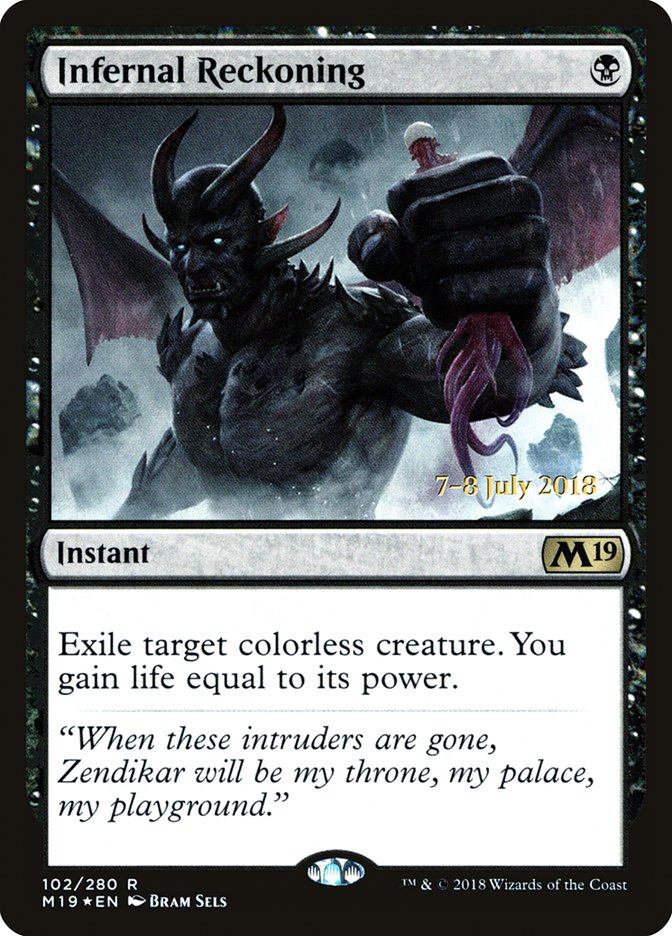 Infernal Reckoning
7–8 July 2018
Instant
M19
Exile target colorless creature. You
gain life equal to its power.
“When these intruders are gone,
Zendikar will be my throne, my palace,
my playground.”
102/280 R
M19★EN Bram Sels
™ & © 2018 Wizards of the Coast